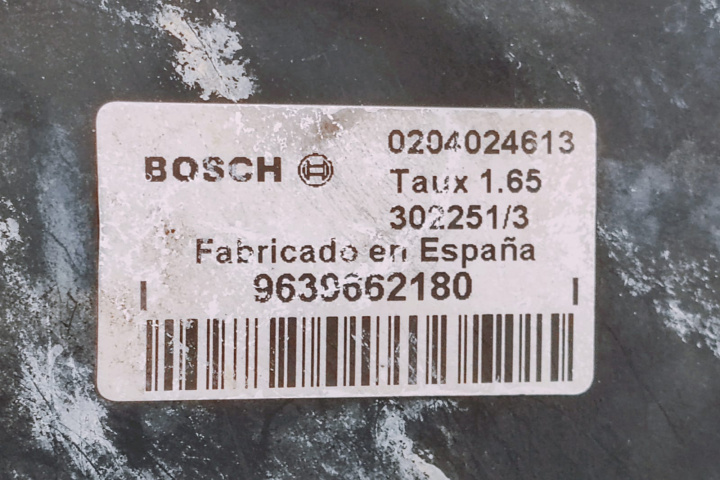 BOSCH
0204024613
Taux 1.65
302251/3
Fabricado en España
9639662180